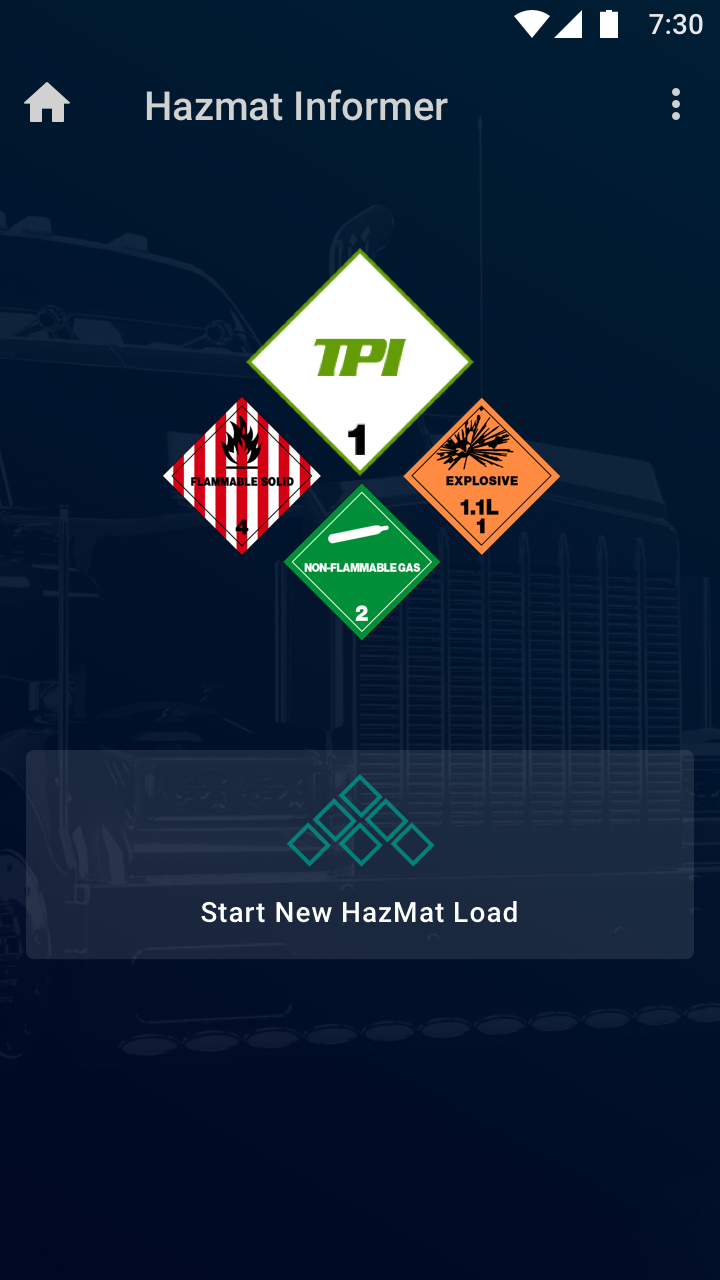 7:30
Hazmat Informer
TPI
1
FLAMMABLE SOLID
4
EXPLOSIVE
1.1L
1
NON-FLAMMABLE GAS
2
Start New HazMat Load